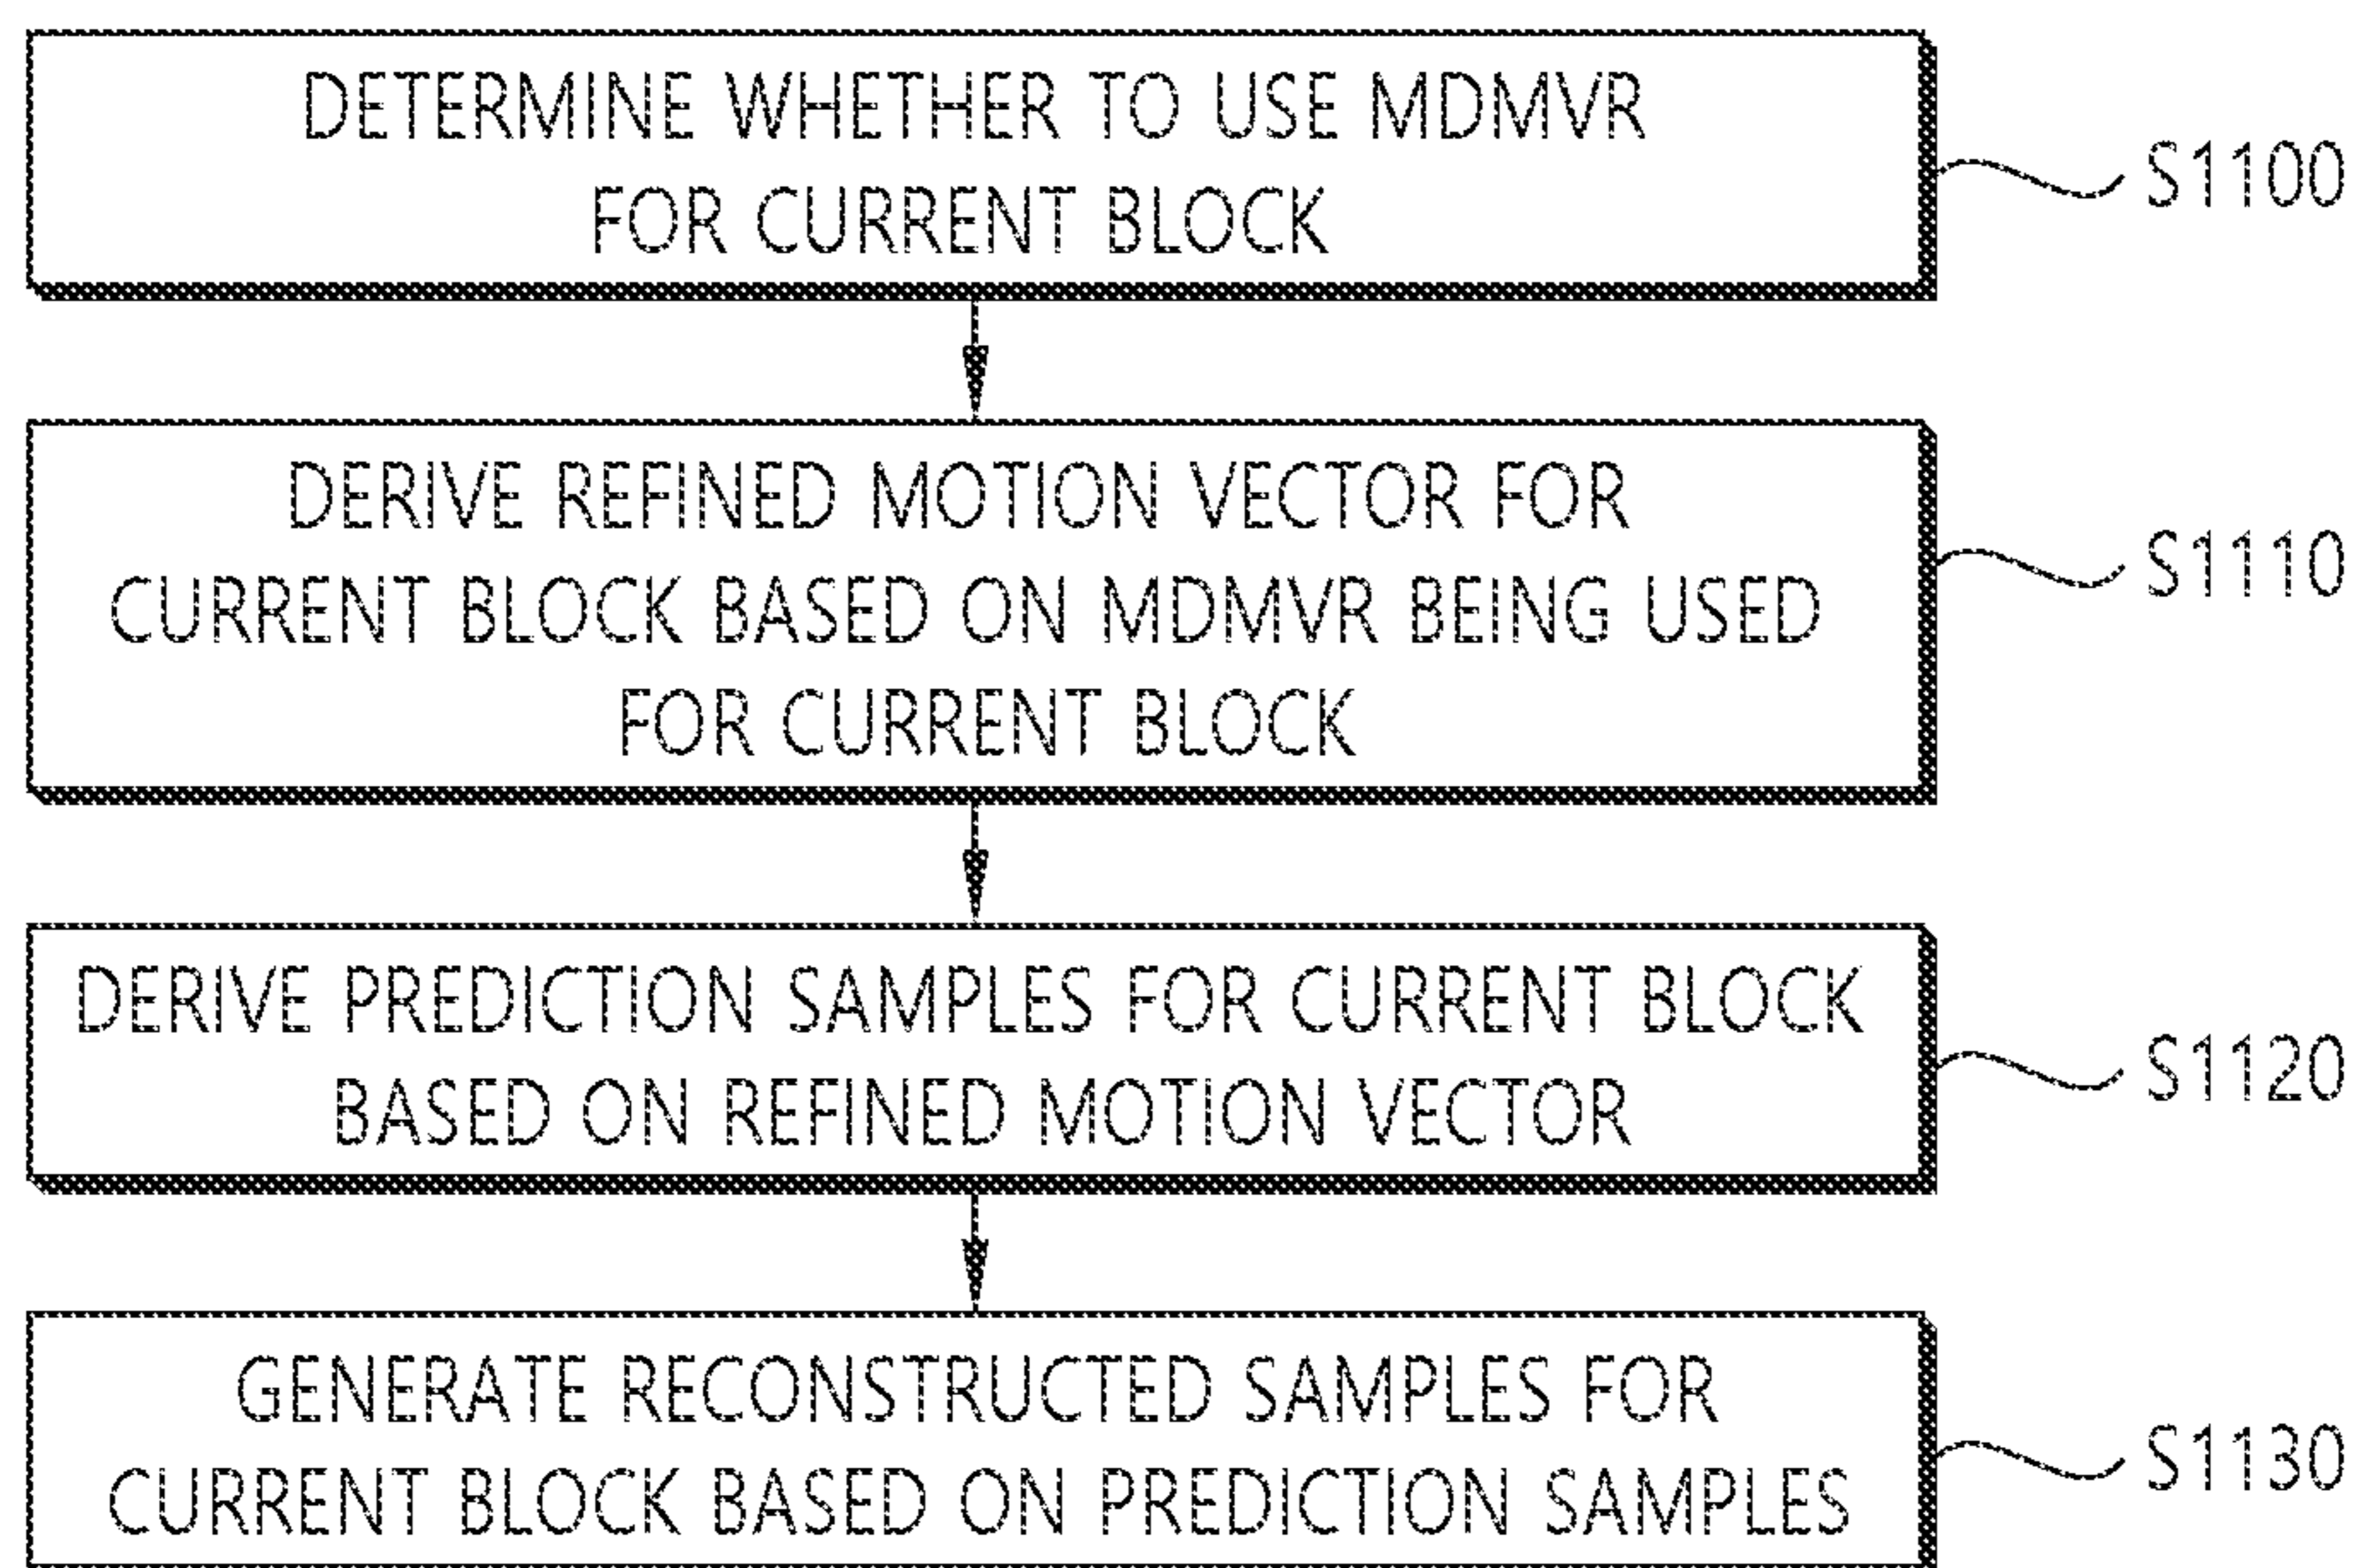 DETERMINE WHETHER TO USE MDMVR
FOR CURRENT BLOCK
S1100
DERIVE REFINED MOTION VECTOR FOR
CURRENT BLOCK BASED ON MDMVR BEING USED
FOR CURRENT BLOCK
S1110
DERIVE PREDICTION SAMPLES FOR CURRENT BLOCK
BASED ON REFINED MOTION VECTOR
S1120
GENERATE RECONSTRUCTED SAMPLES FOR
CURRENT BLOCK BASED ON PREDICTION SAMPLES
S1130